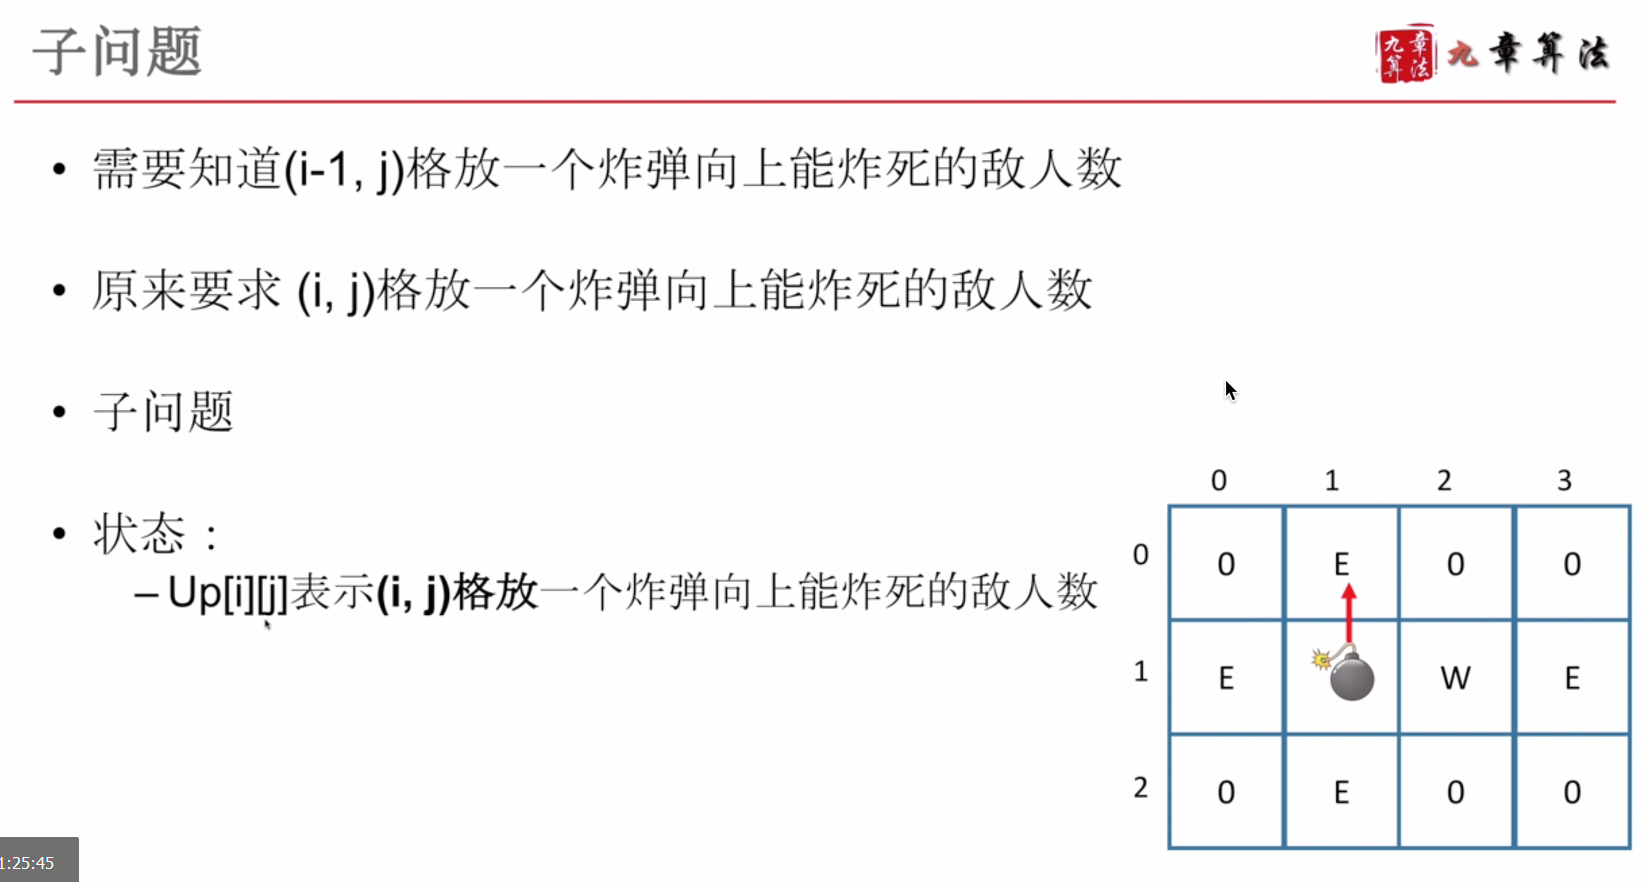 子问题
九章算法
九章算法
• 需要知道(i-1, j)格放一个炸弹向上能炸死的敌人数
• 原来要求 (i, j)格放一个炸弹向上能炸死的敌人数
• 子问题
• 状态：
– Up[i][j]表示(i, j)格放一个炸弹向上能炸死的敌人数
0 1 2 3
0 0 E 0 0
1 E W E
2 0 E 0 0
1:25:45